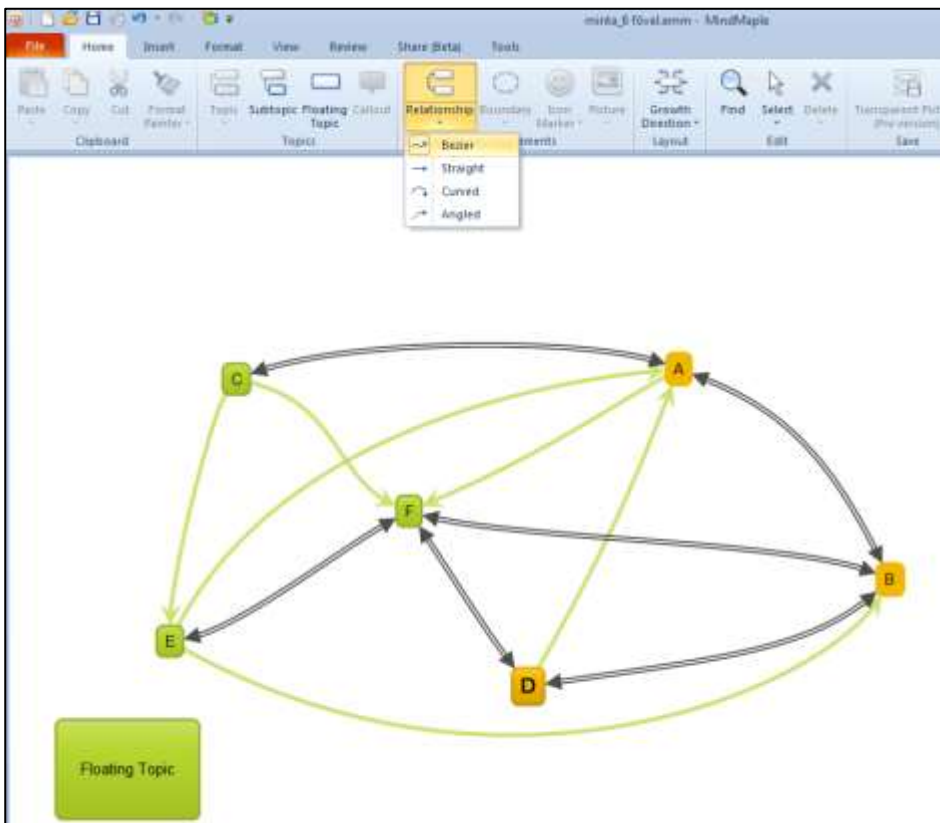 minta_6 fővel.emm - MindMaple
File Home Insert Format View Review Share (Beta) Tools
Paste Copy Cut Format Painter Topic Subtopic Floating Topic Callout Relationship Boundary Icon Marker Picture Growth Direction Find Select Delete Transparent
Clipboard Topics Layout Edit Save
Bezier
Straight
Curved
Angled
C
A
F
B
E
D
Floating Topic